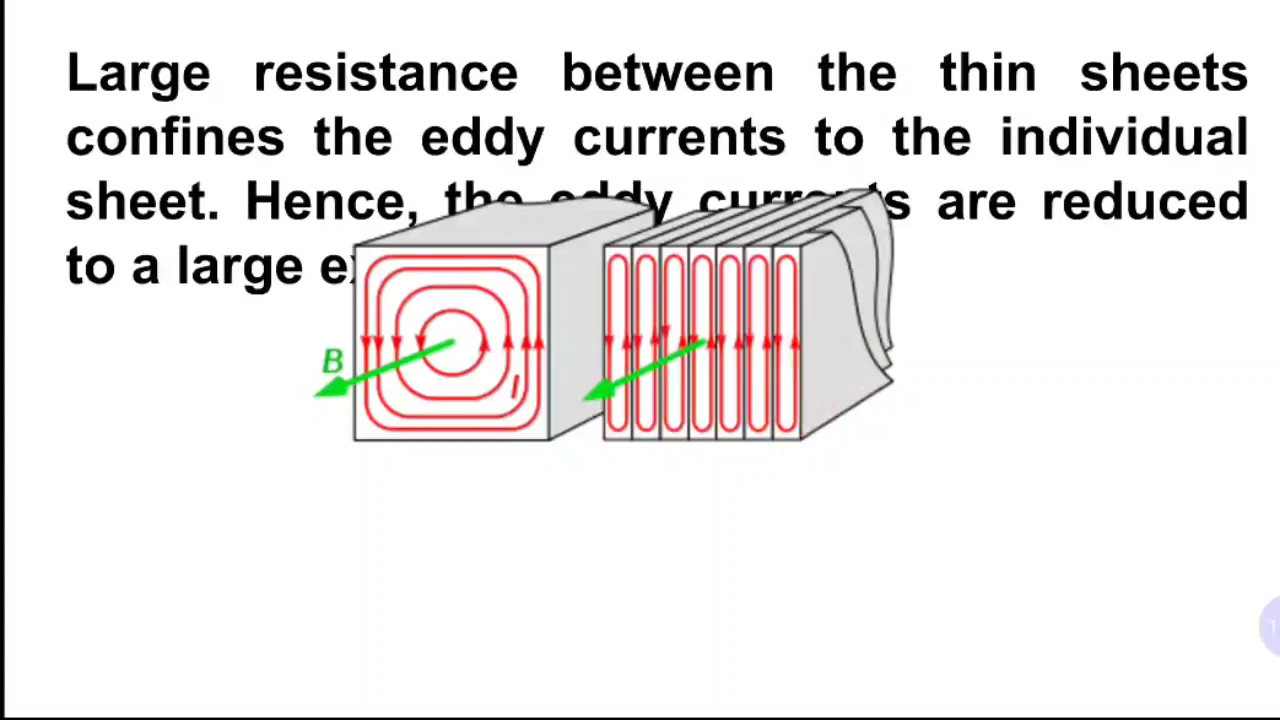 Large resistance between the thin sheets
confines the eddy currents to the individual
sheet. Hence, the eddy currents are reduced
to a large
B
I